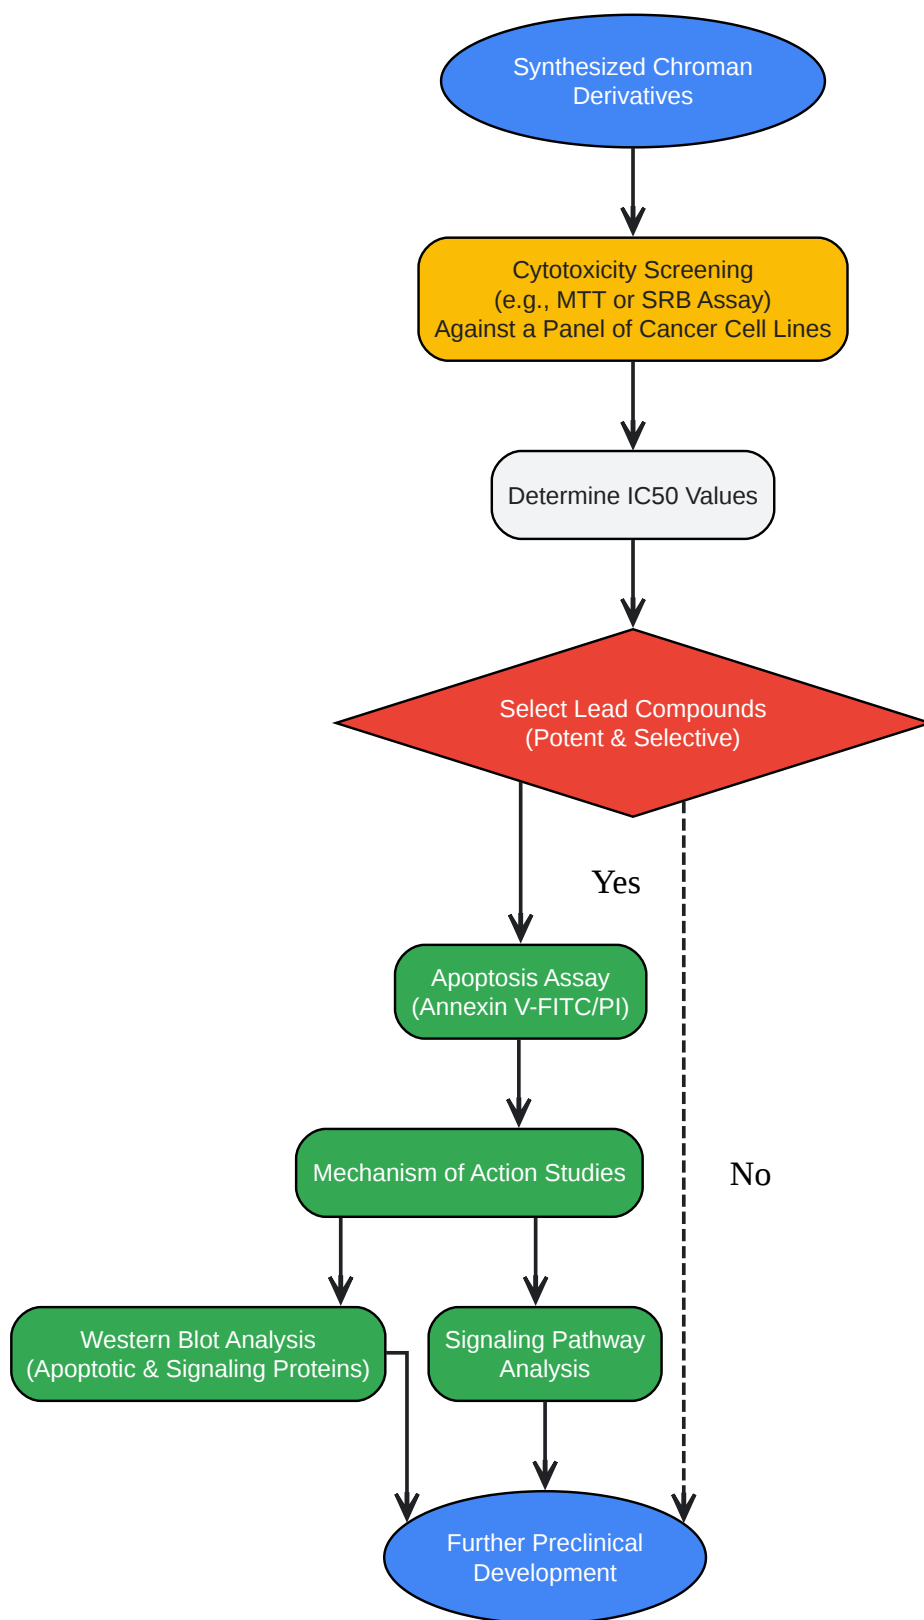 Synthesized Chroman
Derivatives
Cytotoxicity Screening
(e.g., MTT or SRB Assay)
Against a Panel of Cancer Cell Lines
Determine IC50 Values
Select Lead Compounds
(Potent & Selective)
Yes
Apoptosis Assay
(Annexin V-FITC/PI)
Mechanism of Action Studies
No
Western Blot Analysis
(Apoptotic & Signaling Proteins)
Signaling Pathway
Analysis
Further Preclinical
Development